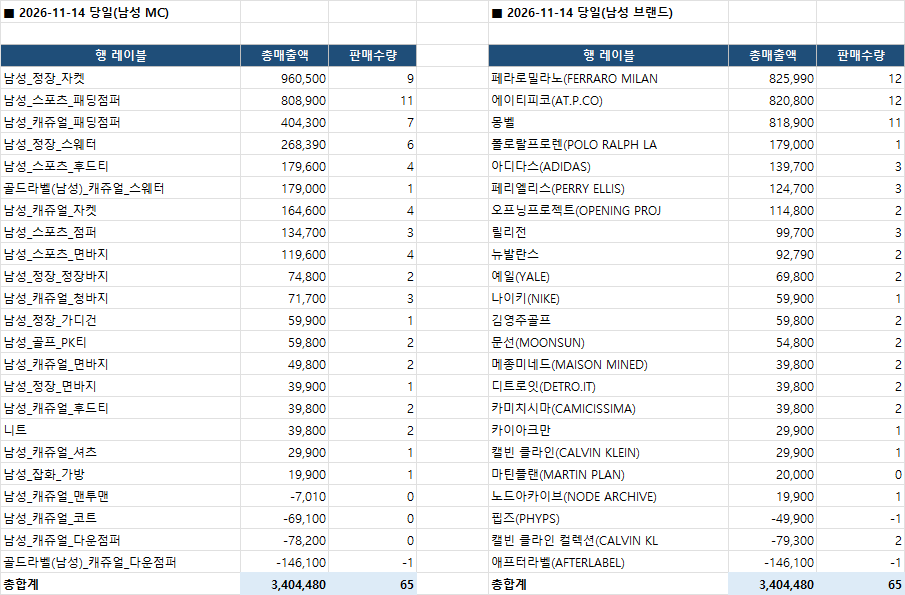 ■ 2026-11-14 당일(남성 MC)
행 레이블 총매출액 판매수량
남성_정장_자켓 960,500 9
남성_스포츠_패딩점퍼 808,900 11
남성_캐쥬얼_패딩점퍼 404,300 7
남성_정장_스웨터 268,390 6
남성_스포츠_후드티 179,600 4
골드라벨(남성)_캐쥬얼_스웨터 179,000 1
남성_캐쥬얼_자켓 164,600 4
남성_스포츠_점퍼 134,700 3
남성_스포츠_면바지 119,600 4
남성_정장_정장바지 74,800 2
남성_캐쥬얼_청바지 71,700 3
남성_정장_가디건 59,900 1
남성_골프_PK티 59,800 2
남성_캐쥬얼_면바지 49,800 2
남성_정장_면바지 39,900 1
남성_캐쥬얼_후드티 39,800 2
니트 39,800 2
남성_캐쥬얼_셔츠 29,900 1
남성_잡화_가방 19,900 1
남성_캐쥬얼_맨투맨 -7,010 0
남성_캐쥬얼_코트 -69,100 0
남성_캐쥬얼_다운점퍼 -78,200 0
골드라벨(남성)_캐쥬얼_다운점퍼 -146,100 -1
총합계 3,404,480 65
■ 2026-11-14 당일(남성 브랜드)
행 레이블 총매출액 판매수량
페라로밀라노(FERRARO MILAN 825,990 12
에이티피코(AT.P.CO) 820,800 12
몽벨 818,900 11
폴로랄프로렌(POLO RALPH LA 179,000 1
아디다스(ADIDAS) 139,700 3
페리엘리스(PERRY ELLIS) 124,700 3
오프닝프로젝트(OPENING PROJ 114,800 2
릴리전 99,700 3
뉴발란스 92,790 2
예일(YALE) 69,800 2
나이키(NIKE) 59,900 1
김영주골프 59,800 2
문선(MOONSUN) 54,800 2
메종미네드(MAISON MINED) 39,800 2
디트로잇(DETRO.IT) 39,800 2
카미치시마(CAMICISSIMA) 39,800 2
카이아크만 29,900 1
캘빈 클라인(CALVIN KLEIN) 29,900 1
마틴플랜(MARTIN PLAN) 20,000 0
노드아카이브(NODE ARCHIVE) 19,900 1
핍즈(PHYPS) -49,900 -1
캘빈 클라인 컬렉션(CALVIN KL -79,300 2
애프터라벨(AFTERLABEL) -146,100 -1
총합계 3,404,480 65